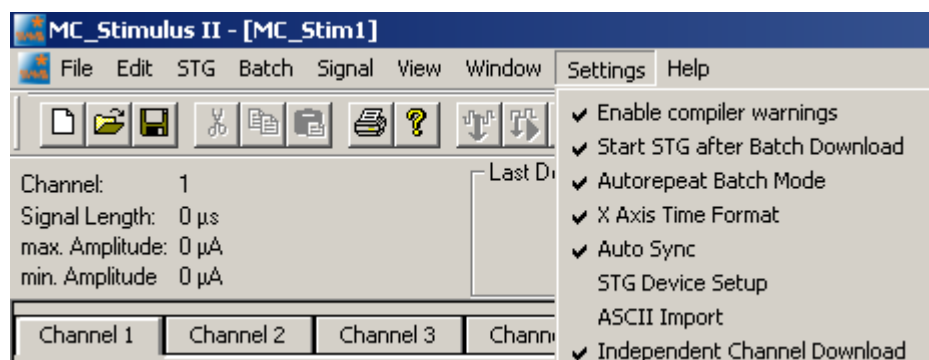 MC_Stimulus II - [MC_Stim1]
File Edit STG Batch Signal View Window Settings Help
Enable compiler warnings
Start STG after Batch Download
Autorepeat Batch Mode
X Axis Time Format
Auto Sync
STG Device Setup
ASCII Import
Independent Channel Download
Last
Channel: 1
Signal Length: 0 µs
max. Amplitude: 0 µA
min. Amplitude 0 µA
Channel 1 Channel 2 Channel 3